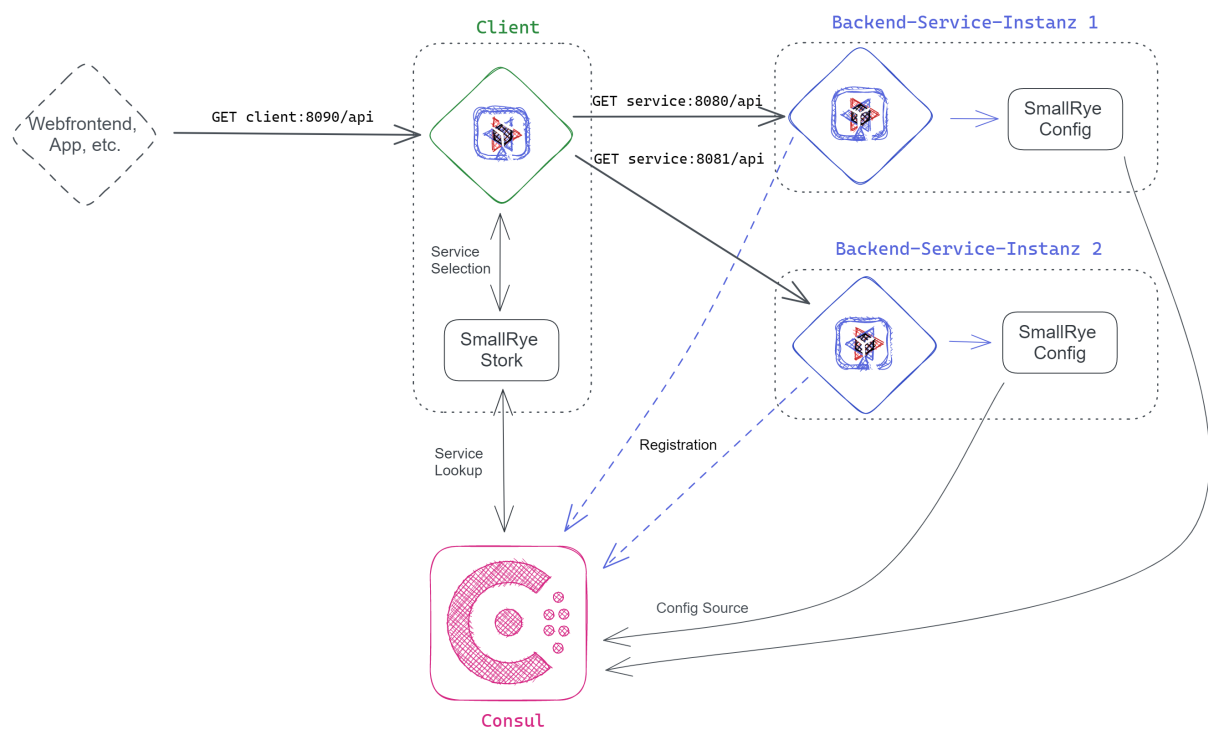 Client
Backend-Service-Instanz 1
Webfrontend,
App, etc.
GET client:8090/api
GET service:8080/api
SmallRye
Config
GET service:8081/api
Service
Selection
Backend-Service-Instanz 2
SmallRye
Stork
SmallRye
Config
Service
Lookup
Registration
Config Source
Consul